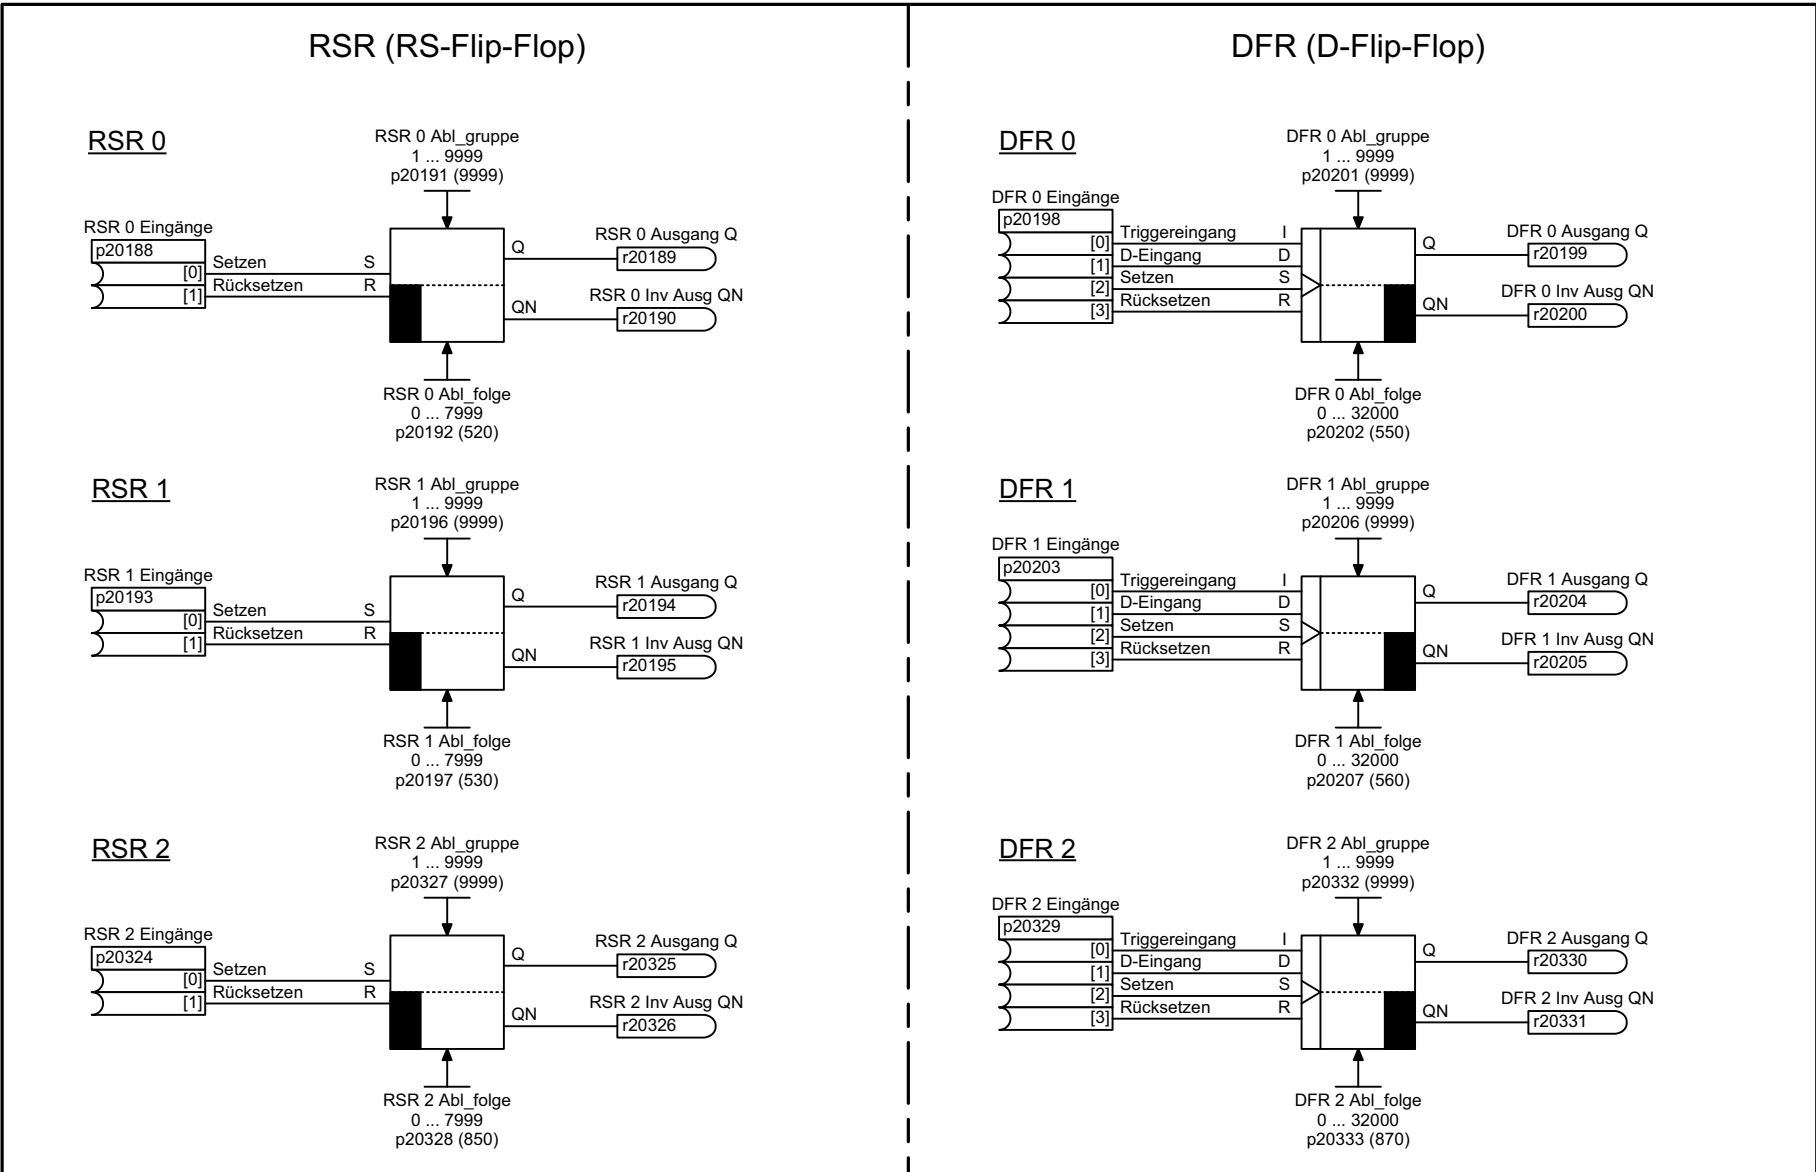 RSR (RS-Flip-Flop)
RSR 0
RSR 0 Abl_gruppe
1 ... 9999
p20191 (9999)
RSR 0 Eingänge
p20188
[0] Setzen S
[1] Rücksetzen R
Q
RSR 0 Ausgang Q
r20189
QN
RSR 0 Inv Ausg QN
r20190
RSR 0 Abl_folge
0 ... 7999
p20192 (520)
RSR 1
RSR 1 Abl_gruppe
1 ... 9999
p20196 (9999)
RSR 1 Eingänge
p20193
[0] Setzen S
[1] Rücksetzen R
Q
RSR 1 Ausgang Q
r20194
QN
RSR 1 Inv Ausg QN
r20195
RSR 1 Abl_folge
0 ... 7999
p20197 (530)
RSR 2
RSR 2 Abl_gruppe
1 ... 9999
p20327 (9999)
RSR 2 Eingänge
p20324
[0] Setzen S
[1] Rücksetzen R
Q
RSR 2 Ausgang Q
r20325
QN
RSR 2 Inv Ausg QN
r20326
RSR 2 Abl_folge
0 ... 7999
p20328 (850)
DFR (D-Flip-Flop)
DFR 0
DFR 0 Abl_gruppe
1 ... 9999
p20201 (9999)
DFR 0 Eingänge
p20198
[0] Triggereingang I
[1] D-Eingang D
[2] Setzen S
[3] Rücksetzen R
Q
DFR 0 Ausgang Q
r20199
QN
DFR 0 Inv Ausg QN
r20200
DFR 0 Abl_folge
0 ... 32000
p20202 (550)
DFR 1
DFR 1 Abl_gruppe
1 ... 9999
p20206 (9999)
DFR 1 Eingänge
p20203
[0] Triggereingang I
[1] D-Eingang D
[2] Setzen S
[3] Rücksetzen R
Q
DFR 1 Ausgang Q
r20204
QN
DFR 1 Inv Ausg QN
r20205
DFR 1 Abl_folge
0 ... 32000
p20207 (560)
DFR 2
DFR 2 Abl_gruppe
1 ... 9999
p20332 (9999)
DFR 2 Eingänge
p20329
[0] Triggereingang I
[1] D-Eingang D
[2] Setzen S
[3] Rücksetzen R
Q
DFR 2 Ausgang Q
r20330
QN
DFR 2 Inv Ausg QN
r20331
DFR 2 Abl_folge
0 ... 32000
p20333 (870)